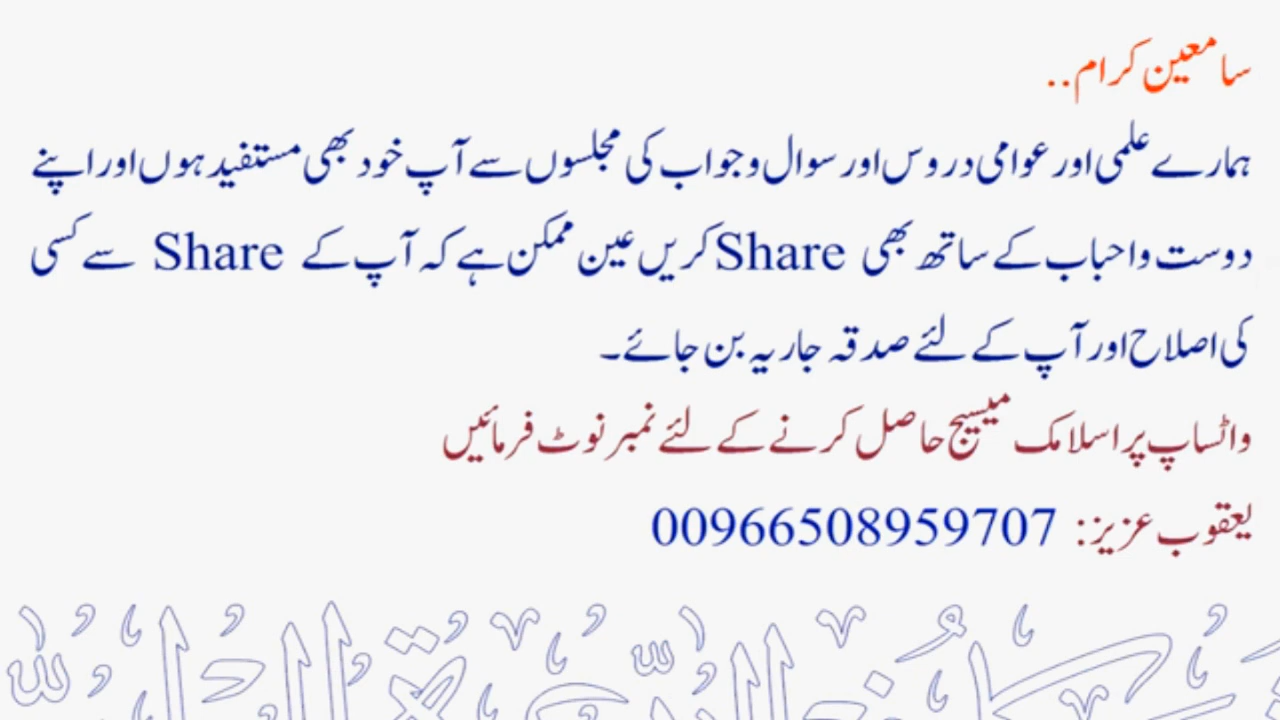 سامعین کرام..
ہمارے علمی اور عوامی دروس اور سوال و جواب کی مجلسوں سے آپ خود بھی مستفید ہوں اور اپنے
دوست و احباب کے ساتھ بھی Share کریں عین ممکن ہے کہ آپ کے Share سے کسی
کی اصلاح اور آپ کے لئے صدقہ جاریہ بن جائے۔
واٹساپ پر اسلامک میسیج حاصل کرنے کے لئے نمبر نوٹ فرمائیں
یعقوب عزیز: 00966508959707